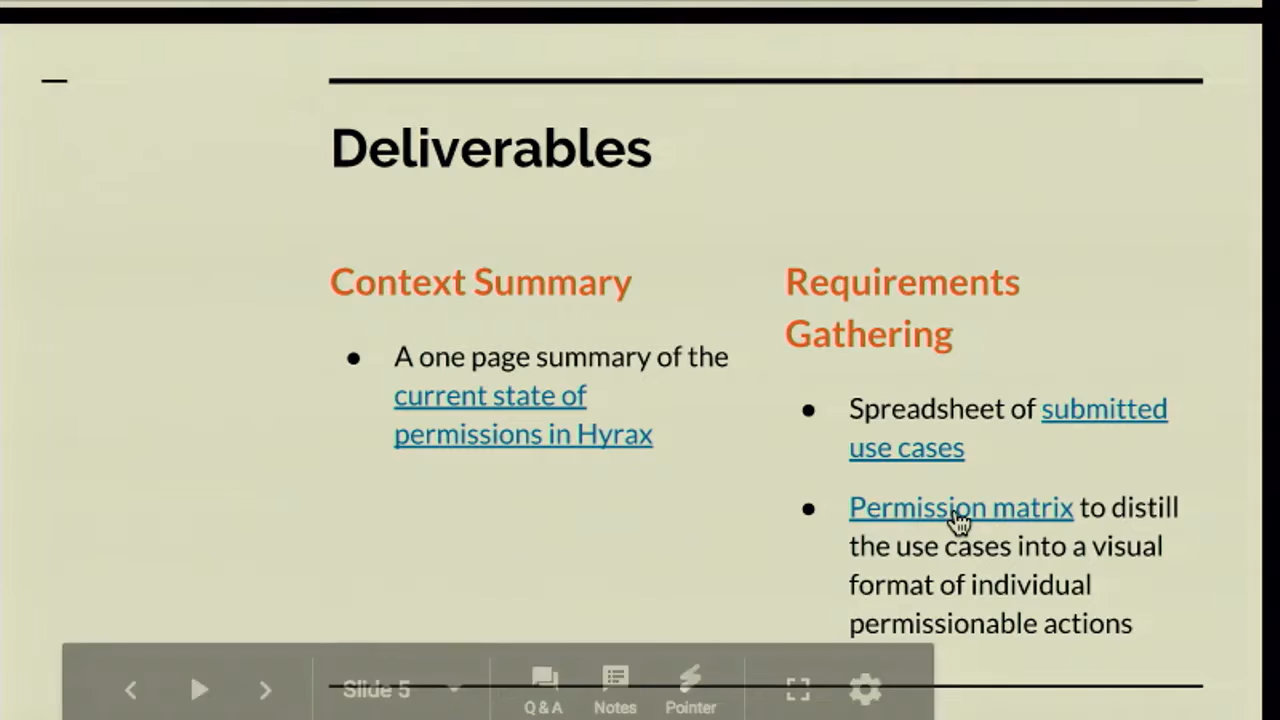 Deliverables
Context Summary
● A one page summary of the
current state of
permissions in Hyrax
Requirements
Gathering
● Spreadsheet of submitted
use cases
● Permission matrix to distill
the use cases into a visual
format of individual
permissionable actions
Slide 5
Q & A
Notes
Pointer